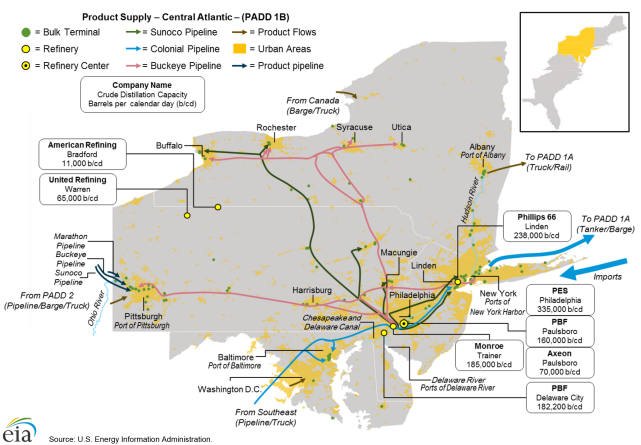 Product Supply – Central Atlantic – (PADD 1B)
= Bulk Terminal
= Refinery
= Refinery Center
= Sunoco Pipeline
= Colonial Pipeline
= Buckeye Pipeline
= Product Flows
= Urban Areas
= Product pipeline
Company Name
Crude Distillation Capacity
Barrels per calendar day (b/cd)
From Canada
(Barge/Truck)
Rochester
Syracuse
Utica
Buffalo
Albany
Port of Albany
To PADD 1A
(Truck/Rail)
Hudson River
American Refining
Bradford
11,000 b/cd
United Refining
Warren
65,000 b/cd
Phillips 66
Linden
238,000 b/cd
To PADD 1A
(Tanker/Barge)
Marathon
Pipeline
Buckeye
Pipeline
Sunoco
Pipeline
From PADD 2
(Pipeline/Barge/Truck)
Ohio River
Pittsburgh
Port of Pittsburgh
Macungie
Linden
Imports
Harrisburg
Philadelphia
New York
Ports of
New York Harbor
Chesapeake and
Delaware Canal
PES
Philadelphia
335,000 b/cd
PBF
Paulsboro
160,000 b/cd
Monroe
Trainer
185,000 b/cd
Axeon
Paulsboro
70,000 b/cd
PBF
Delaware City
182,200 b/cd
Baltimore
Port of Baltimore
Washington D.C.
Delaware River
Ports of Delaware River
From Southeast
(Pipeline/Truck)
eia
Source: U.S. Energy Information Administration.